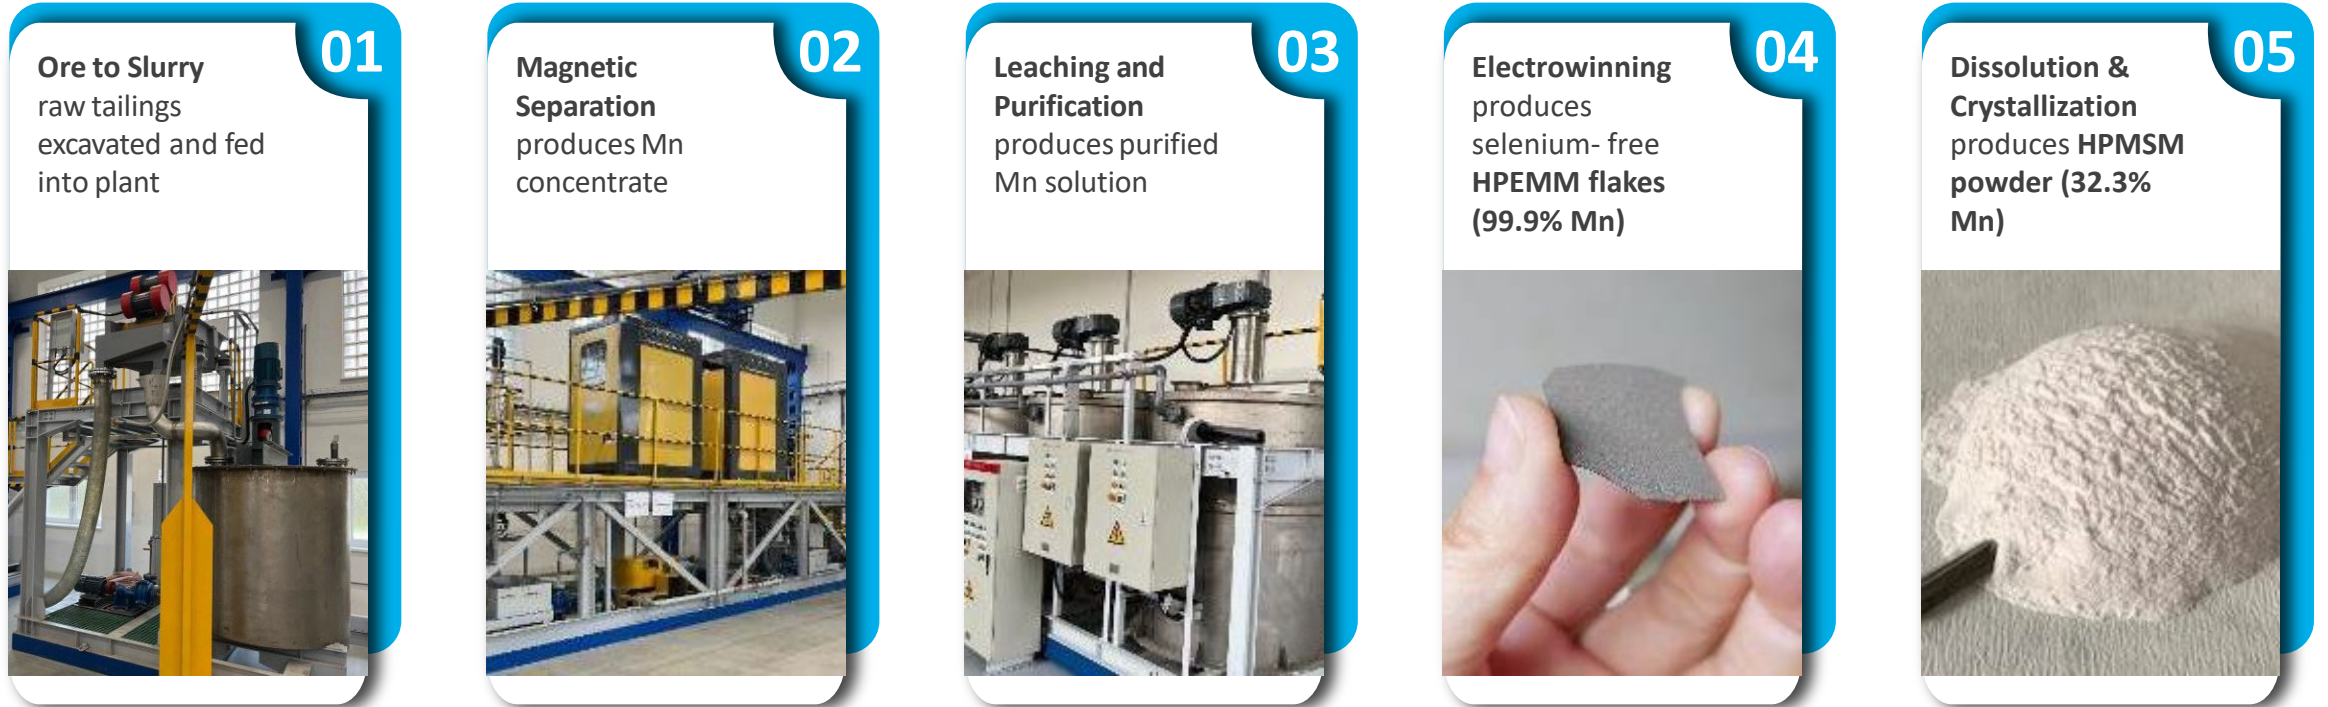 01
Ore to Slurry
raw tailings
excavated and fed
into plant
02
Magnetic
Separation
produces Mn
concentrate
03
Leaching and
Purification
produces purified
Mn solution
04
Electrowinning
produces
selenium- free
HPEMM flakes
(99.9% Mn)
05
Dissolution &
Crystallization
produces HPMSM
powder (32.3%
Mn)